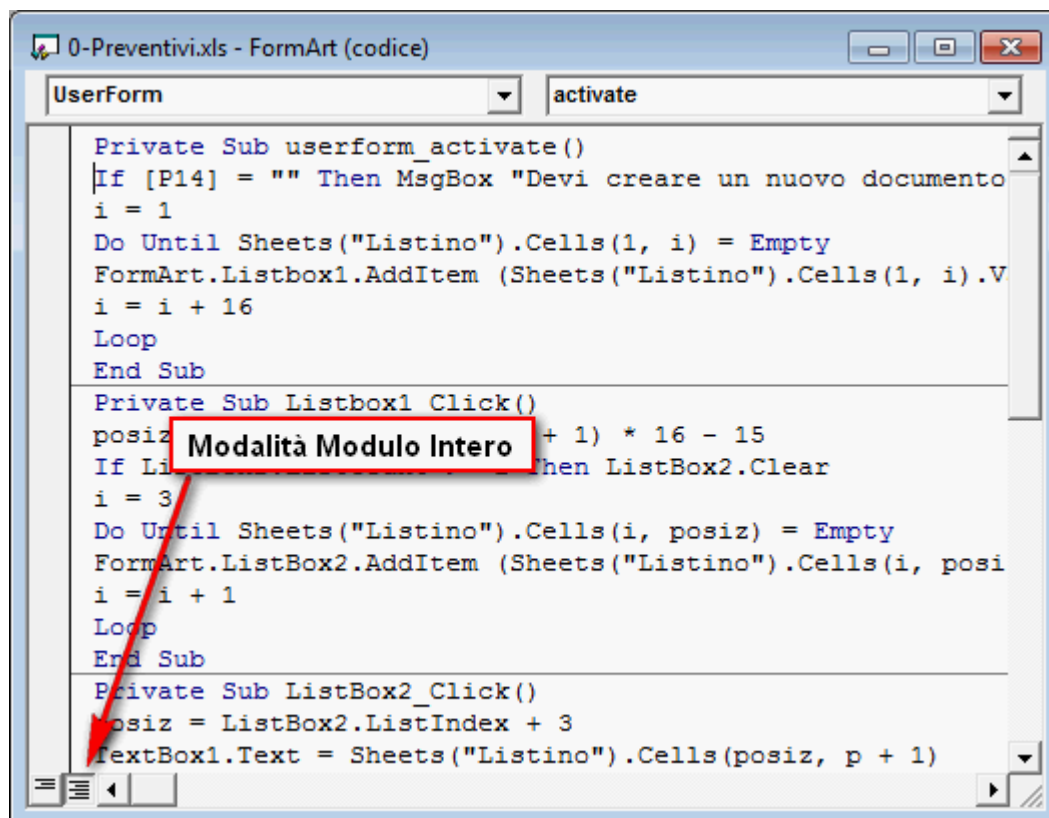 0-Preventivi.xls - FormArt (codice)
UserForm activate
Private Sub userform_activate()
If [P14] = "" Then MsgBox "Devi creare un nuovo documento
i = 1
Do Until Sheets("Listino").Cells(1, i) = Empty
FormArt.Listbox1.AddItem (Sheets("Listino").Cells(1, i).V
i = i + 16
Loop
End Sub
Private Sub Listbox1_Click()
posiz + 1) * 16 - 15
Modalità Modulo Intero
If Li Then ListBox2.Clear
i = 3
Do Until Sheets("Listino").Cells(i, posiz) = Empty
FormArt.ListBox2.AddItem (Sheets("Listino").Cells(i, posi
i = i + 1
Loop
End Sub
Private Sub ListBox2_Click()
posiz = ListBox2.ListIndex + 3
TextBox1.Text = Sheets("Listino").Cells(posiz, p + 1)